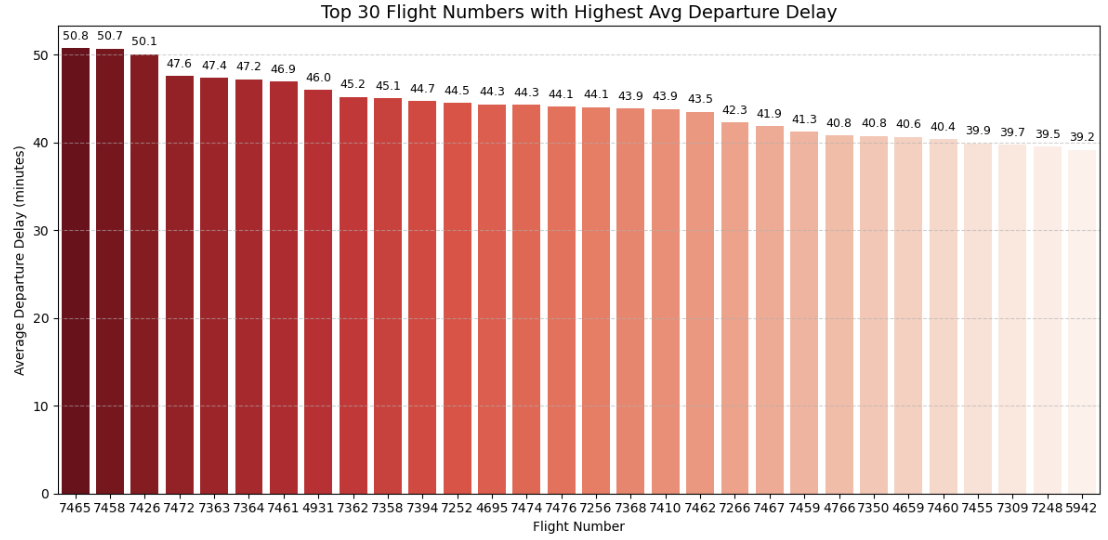 Top 30 Flight Numbers with Highest Avg Departure Delay
50.8 50.7 50.1 47.6 47.4 47.2 46.9 46.0 45.2 45.1 44.7 44.5 44.3 44.3 44.1 44.1 43.9 43.9 43.5 42.3 41.9 41.3 40.8 40.8 40.6 40.4 39.9 39.7 39.5 39.2
50
40
30
20
10
0
Average Departure Delay (minutes)
7465 7458 7426 7472 7363 7364 7461 4931 7362 7358 7394 7252 4695 7474 7476 7256 7368 7410 7462 7266 7467 7459 4766 7350 4659 7460 7455 7309 7248 5942
Flight Number